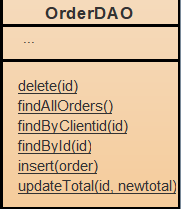 OrderDAO
...
delete(id)
findAllOrders()
findByClientid(id)
findById(id)
insert(order)
updateTotal(id, newtotal)